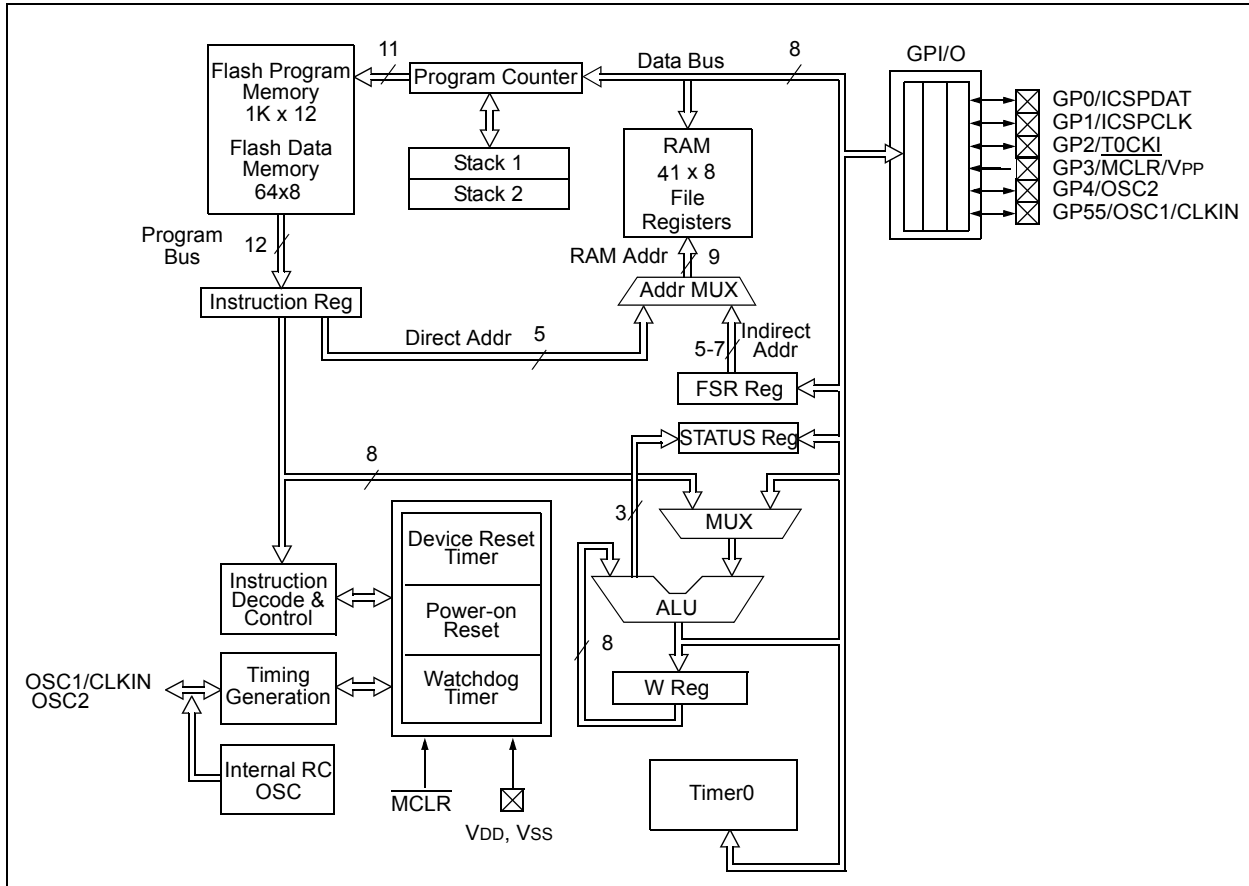 Flash Program
Memory
1K x 12
Flash Data
Memory
64x8
11
Program Counter
Data Bus
8
Stack 1
Stack 2
RAM
41 x 8
File
Registers
GPI/O
GP0/ICSPDAT
GP1/ICSPCLK
GP2/T0CKI
GP3/MCLR/VPP
GP4/OSC2
GP55/OSC1/CLKIN
Program
Bus
12
RAM Addr
9
Instruction Reg
Addr MUX
Direct Addr
5
5-7
Indirect
Addr
FSR Reg
STATUS Reg
8
3
MUX
Device Reset
Timer
Power-on
Reset
Watchdog
Timer
Instruction
Decode &
Control
ALU
8
W Reg
OSC1/CLKIN
OSC2
Timing
Generation
Internal RC
OSC
MCLR
VDD, VSS
Timer0